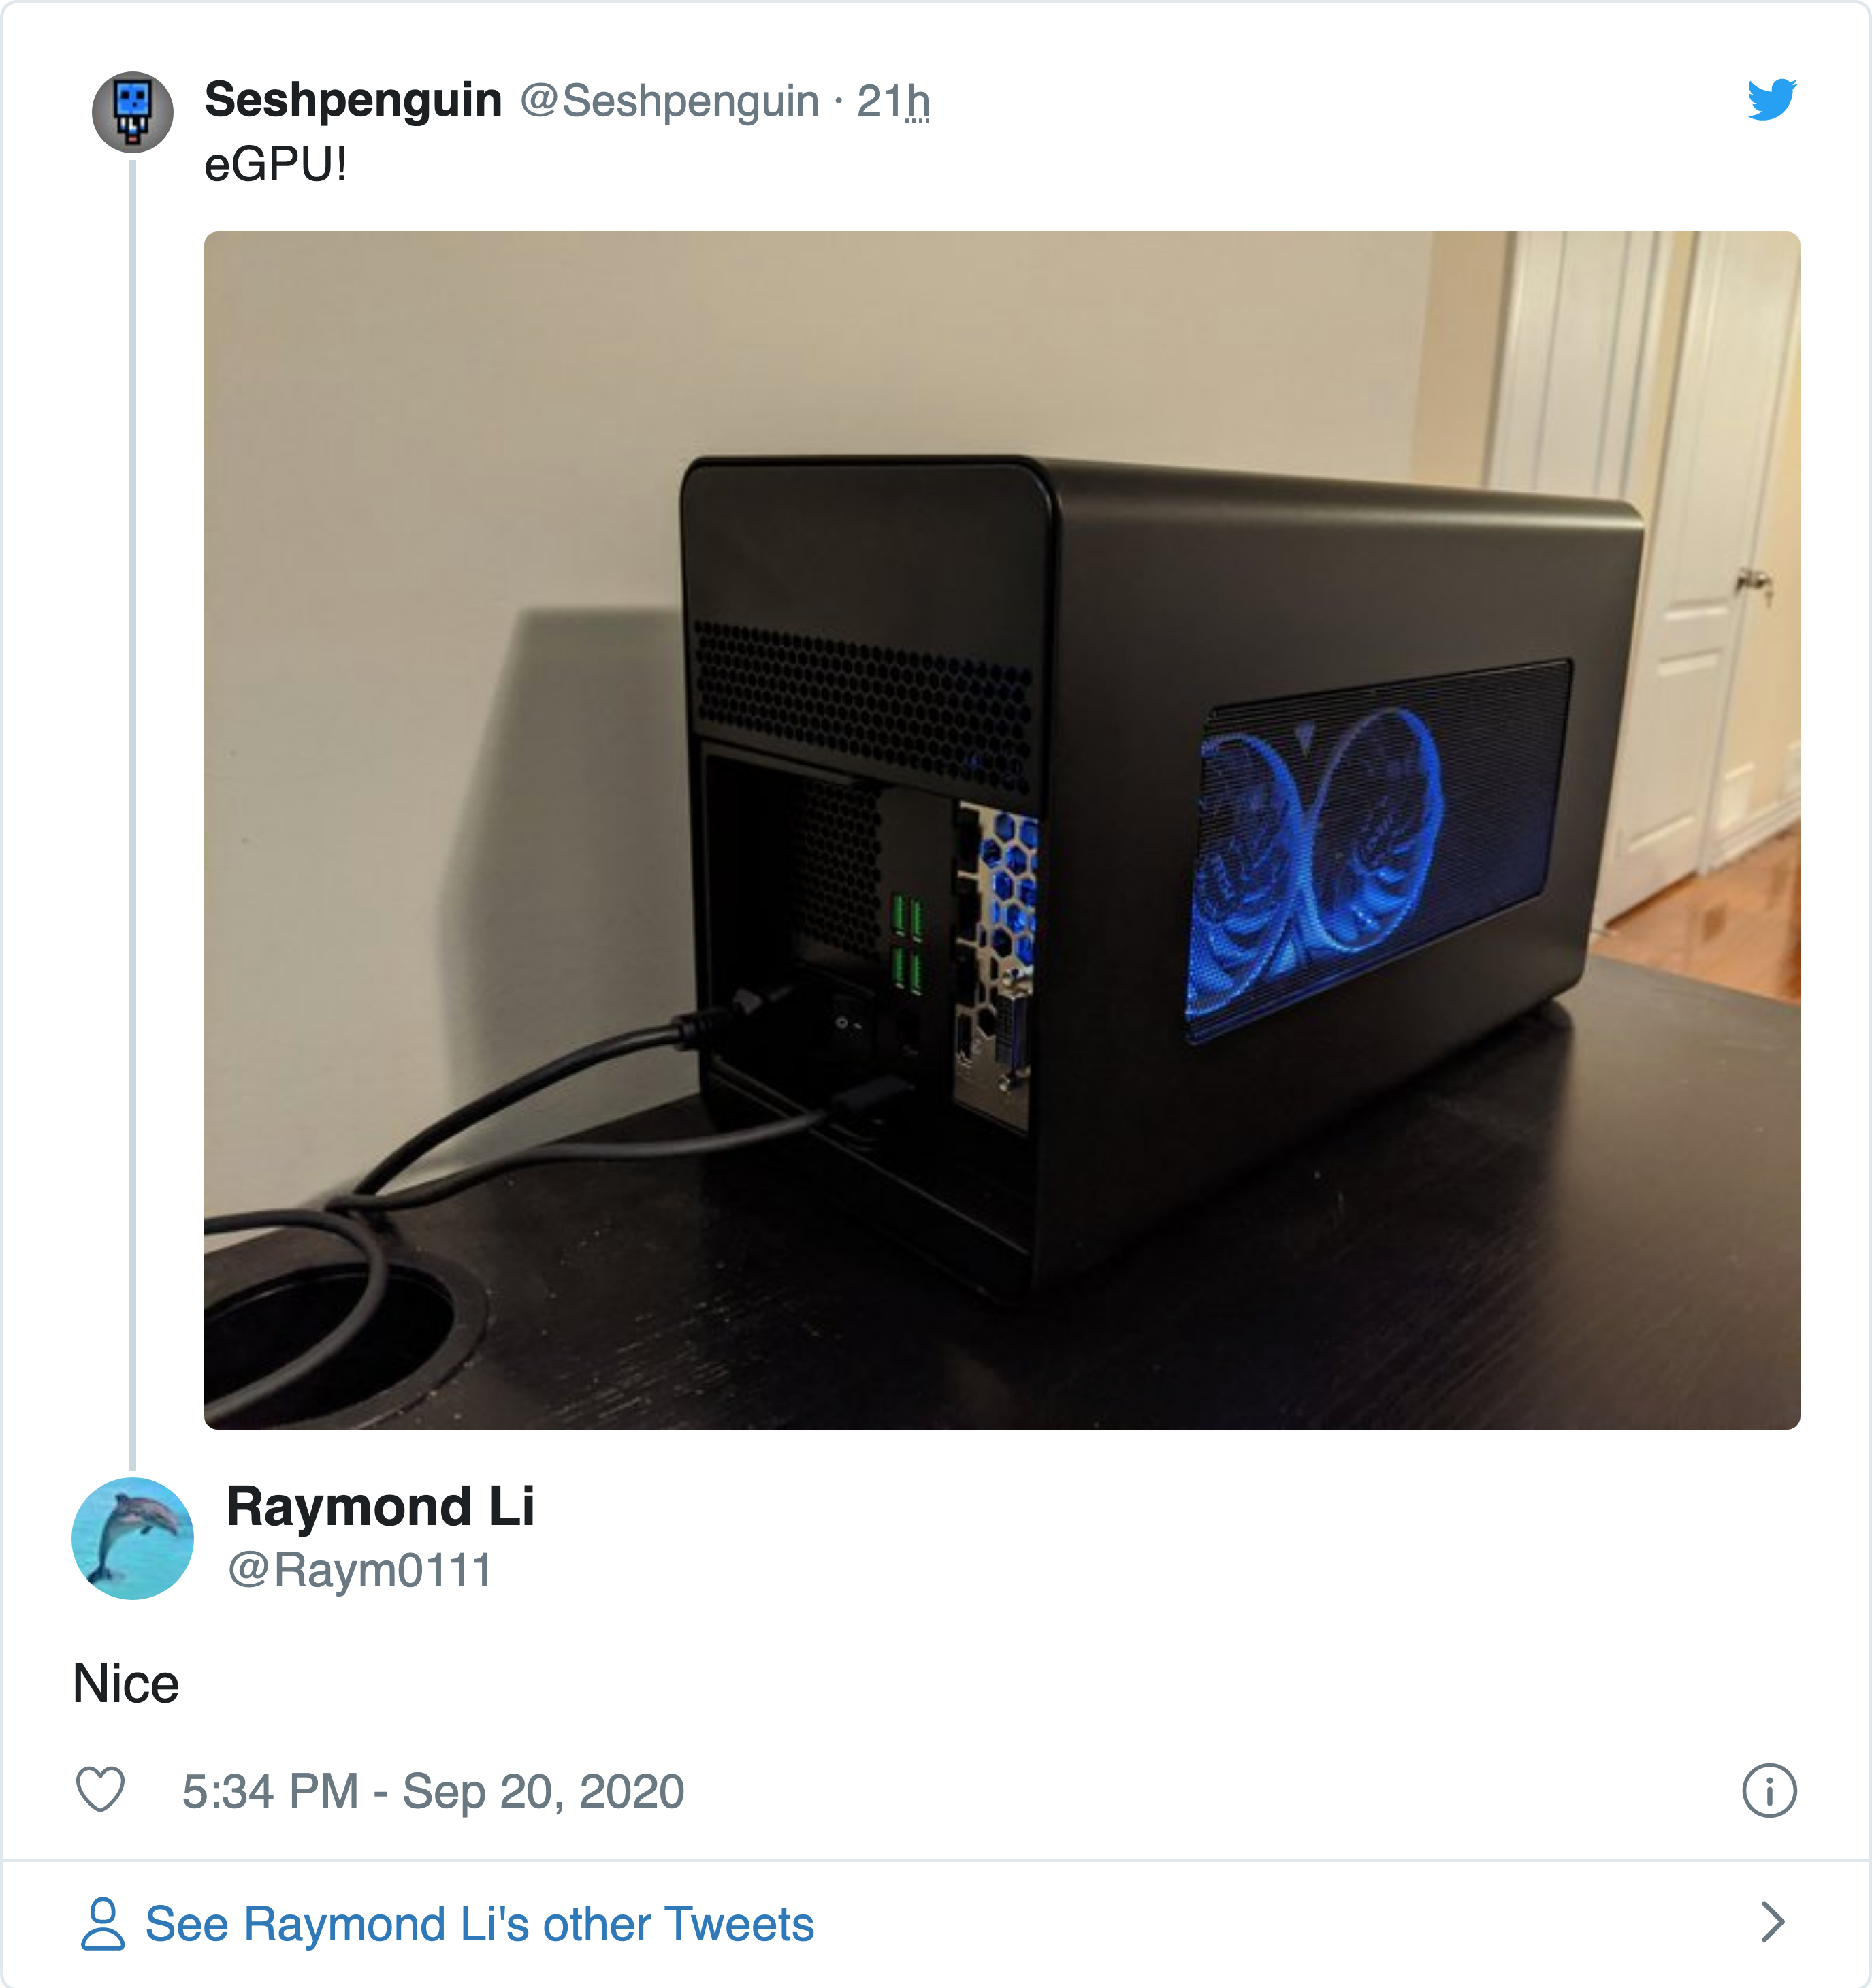 Seshpenguin @Seshpenguin · 21h
eGPU!
Raymond Li
@Raym0111
Nice
5:34 PM - Sep 20, 2020
See Raymond Li's other Tweets